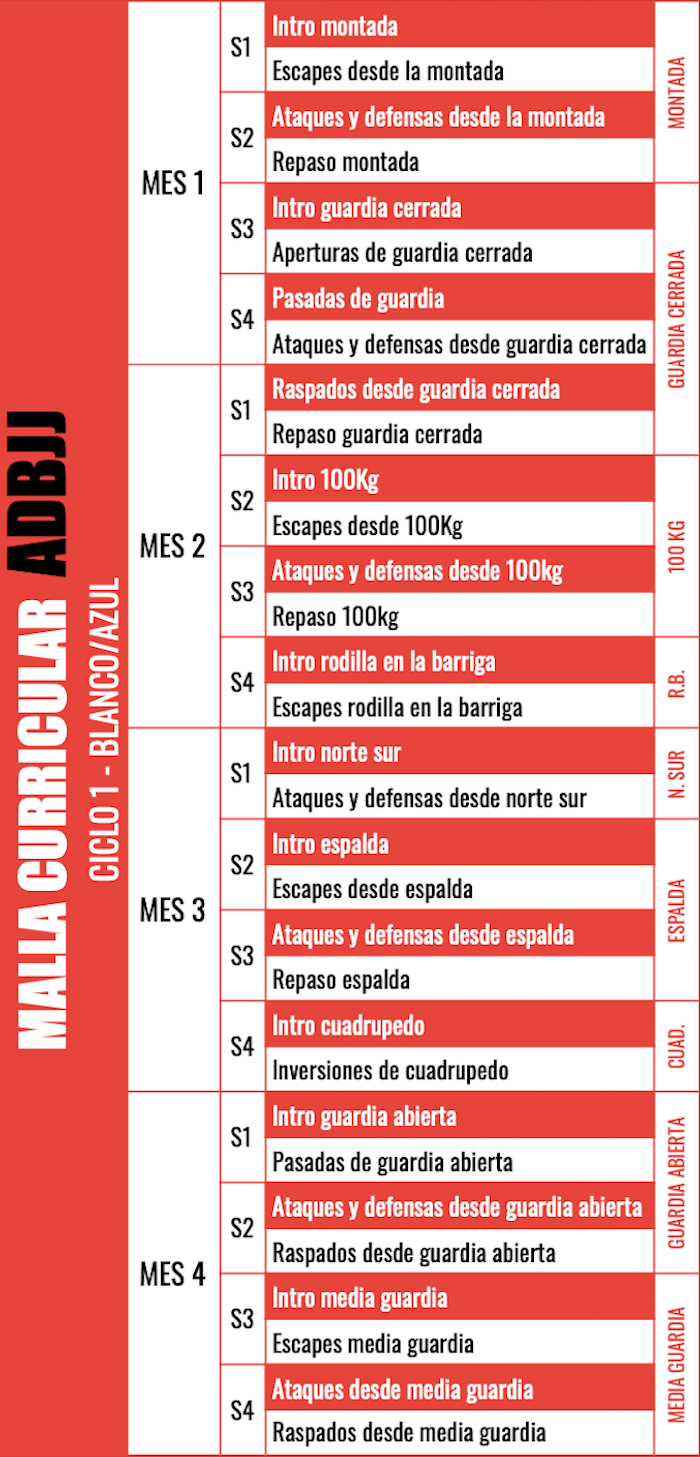 MALLA CURRICULAR ADBJJ
CICLO 1 - BLANCO/AZUL
MES 1
S1
Intro montada
Escapes desde la montada
S2
Ataques y defensas desde la montada
Repaso montada
MONTADA
S3
Intro guardia cerrada
Aperturas de guardia cerrada
S4
Pasadas de guardia
Ataques y defensas desde guardia cerrada
GUARDIA CERRADA
MES 2
S1
Raspados desde guardia cerrada
Repaso guardia cerrada
S2
Intro 100Kg
Escapes desde 100Kg
S3
Ataques y defensas desde 100kg
Repaso 100kg
100 KG
S4
Intro rodilla en la barriga
Escapes rodilla en la barriga
R.B.
MES 3
S1
Intro norte sur
Ataques y defensas desde norte sur
N. SUR
S2
Intro espalda
Escapes desde espalda
S3
Ataques y defensas desde espalda
Repaso espalda
ESPALDA
S4
Intro cuadrupedo
Inversiones de cuadrupedo
CUAD.
MES 4
S1
Intro guardia abierta
Pasadas de guardia abierta
S2
Ataques y defensas desde guardia abierta
Raspados desde guardia abierta
GUARDIA ABIERTA
S3
Intro media guardia
Escapes media guardia
S4
Ataques desde media guardia
Raspados desde media guardia
MEDIA GUARDIA